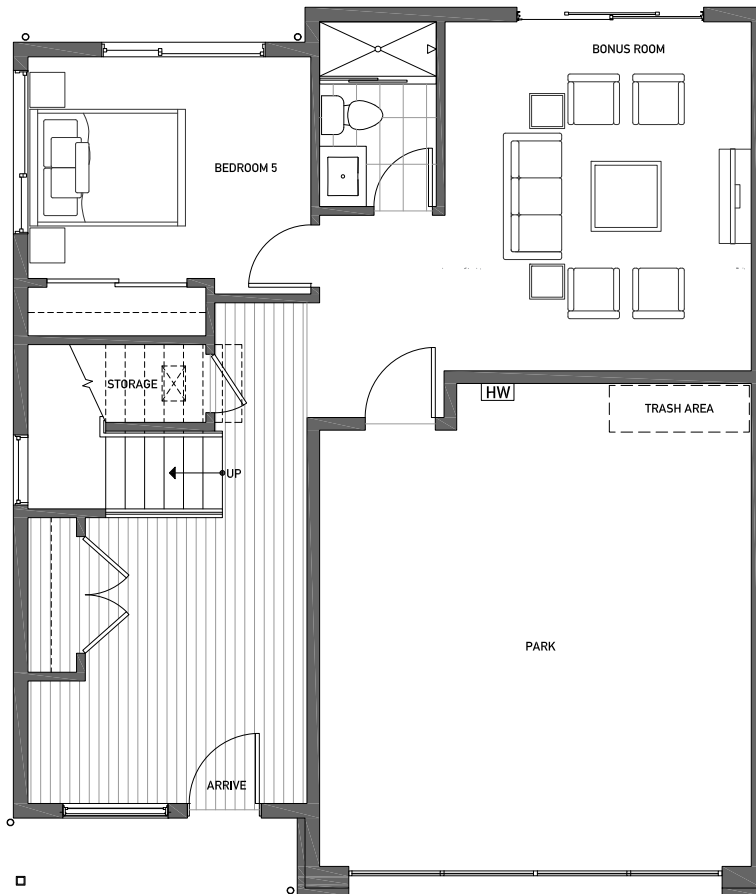 BONUS ROOM
BEDROOM 5
STORAGE
HW
TRASH AREA
UP
PARK
ARRIVE